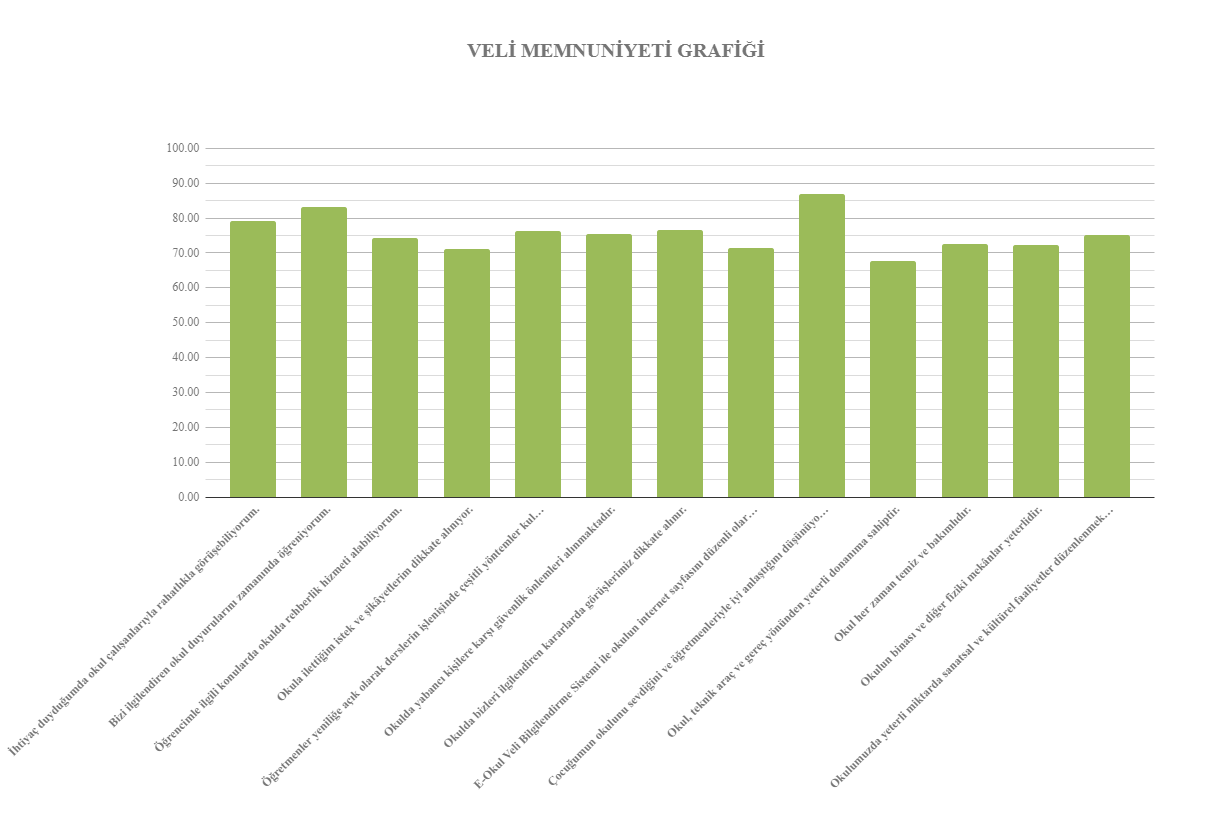 VELİ MEMNUNİYETİ GRAFİĞİ
100.00
90.00
80.00
70.00
60.00
50.00
40.00
30.00
20.00
10.00
0.00
İhtiyaç duyduğumda okul çalışanlarıyla rahatlıkla görüşebiliyorum.
Bizi ilgilendiren okul duyurularını zamanında öğreniyorum.
Öğrencimle ilgili konularda okulda rehberlik hizmeti alabiliyorum.
Okula ilettiğim istek ve şikâyetlerim dikkate alınıyor.
Öğretmenler yeniliğe açık olarak derslerin işlenişinde çeşitli yöntemler kul…
Okulda yabancı kişilere karşı güvenlik önlemleri alınmaktadır.
Okulda bizleri ilgilendiren kararlarda görüşlerimiz dikkate alınır.
E-Okul Veli Bilgilendirme Sistemi ile okulun internet sayfasını düzenli olar…
Çocuğumun okulunu sevdiğini ve öğretmenleriyle iyi anlaştığını düşünüyo…
Okul, teknik araç ve gereç yönünden yeterli donanıma sahiptir.
Okul her zaman temiz ve bakımlıdır.
Okulun binası ve diğer fiziki mekânlar yeterlidir.
Okulumuzda yeterli miktarda sanatsal ve kültürel faaliyetler düzenlenmek…